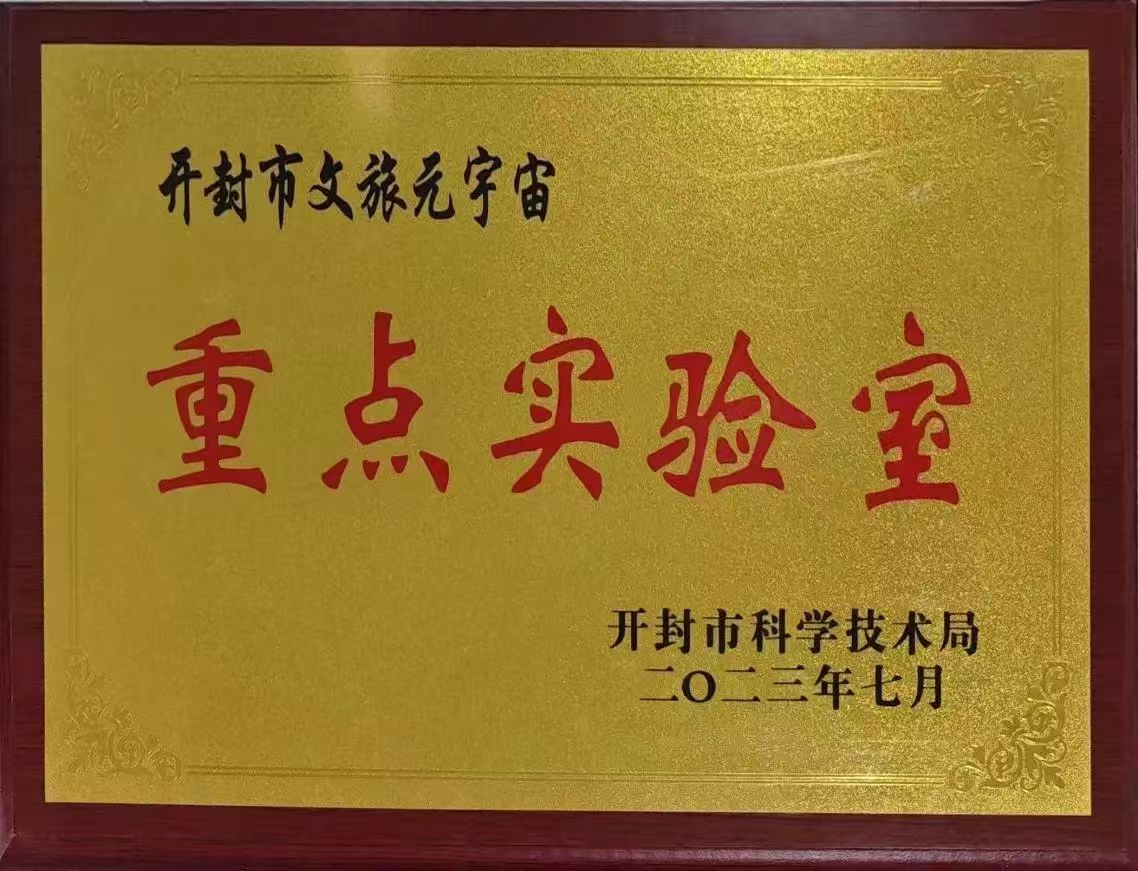 开封市文旅元宇宙
重点实验室
开封市科学技术局
二〇二三年七月